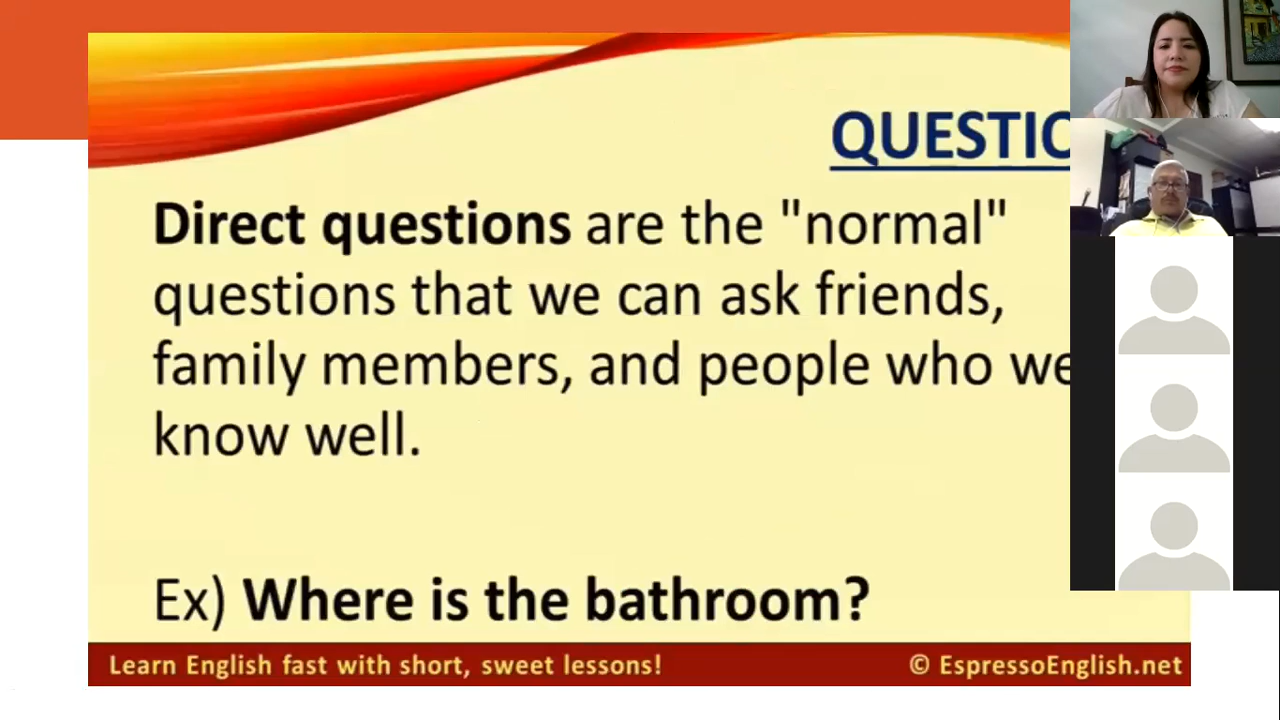 QUESTIO
Direct questions are the "normal"
questions that we can ask friends,
family members, and people who we
know well.
Ex) Where is the bathroom?
Learn English fast with short, sweet lessons!
© EspressoEnglish.net